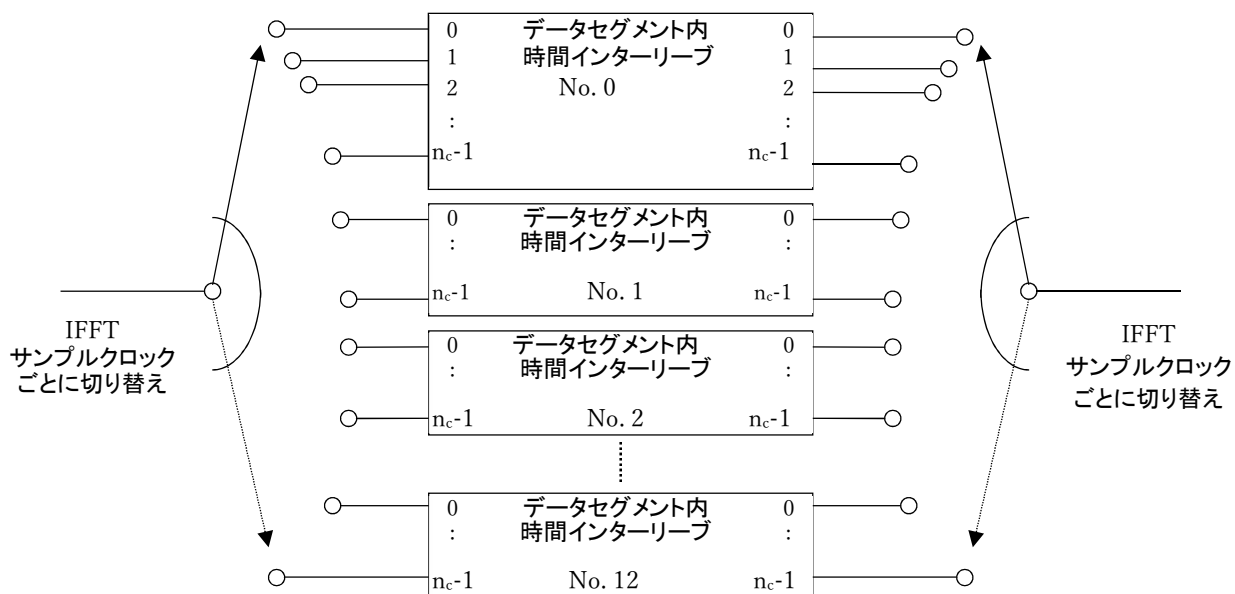 0 データセグメント内 0
1 時間インターリーブ 1
2 No. 0 2
: :
nc-1 nc-1
0 データセグメント内 0
: 時間インターリーブ :
nc-1 No. 1 nc-1
IFFT
サンプルクロック
ごとに切り替え
0 データセグメント内 0
: 時間インターリーブ :
nc-1 No. 2 nc-1
IFFT
サンプルクロック
ごとに切り替え
0 データセグメント内 0
: 時間インターリーブ :
nc-1 No. 12 nc-1